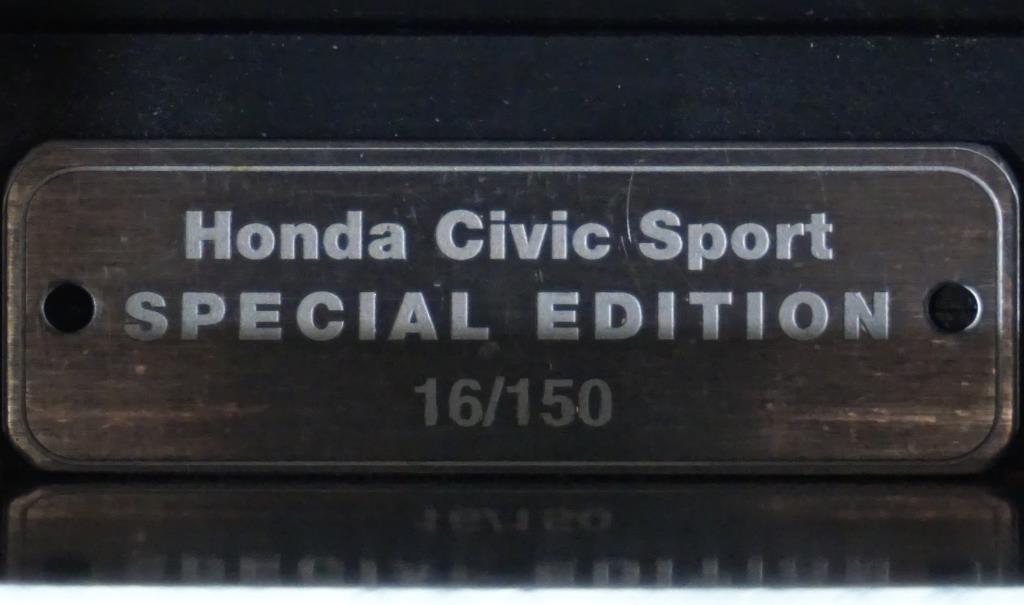 Honda Civic Sport
SPECIAL EDITION
16/150